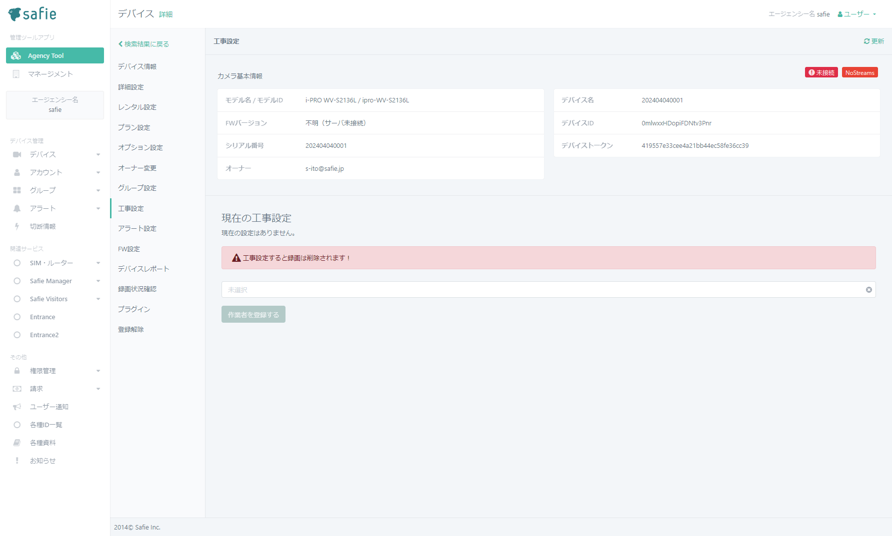 safie
管理ツールアプリ
Agency Tool
マネージメント
エージェンシー名
safie
デバイス管理
デバイス
アカウント
グループ
アラート
切断情報
関連サービス
SIM・ルーター
Safie Manager
Safie Visitors
Entrance
Entrance2
その他
権限管理
請求
ユーザー通知
各種ID一覧
各種資料
お知らせ
デバイス 詳細
エージェンシー名 safie
ユーザー
検索結果に戻る
デバイス情報
詳細設定
レンタル設定
プラン設定
オプション設定
オーナー変更
グループ設定
工事設定
アラート設定
FW設定
デバイスレポート
録画状況確認
プラグイン
登録解除
工事設定
更新
カメラ基本情報
未接続 NoStreams
モデル名 / モデルID i-PRO WV-S2136L / ipro-WV-S2136L
FWバージョン 不明（サーバ未接続）
シリアル番号 202404040001
オーナー s-ito@safie.jp
デバイス名 202404040001
デバイスID 0mlwxxHDopiFDNtv3Pnr
デバイストークン 419557e33cee4a21bb44ec58fe36cc39
現在の工事設定
現在の設定はありません。
工事設定すると録画は削除されます！
未選択
作業者を登録する
2014© Safie Inc.